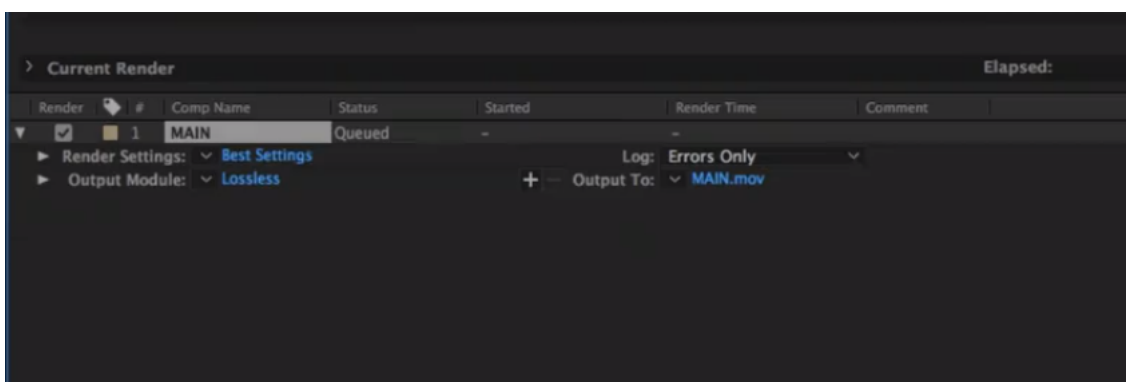 Current Render Elapsed:
Render # Comp Name Status Started Render Time Comment
1 MAIN Queued - -
Render Settings: Best Settings Log: Errors Only
Output Module: Lossless + - Output To: MAIN.mov